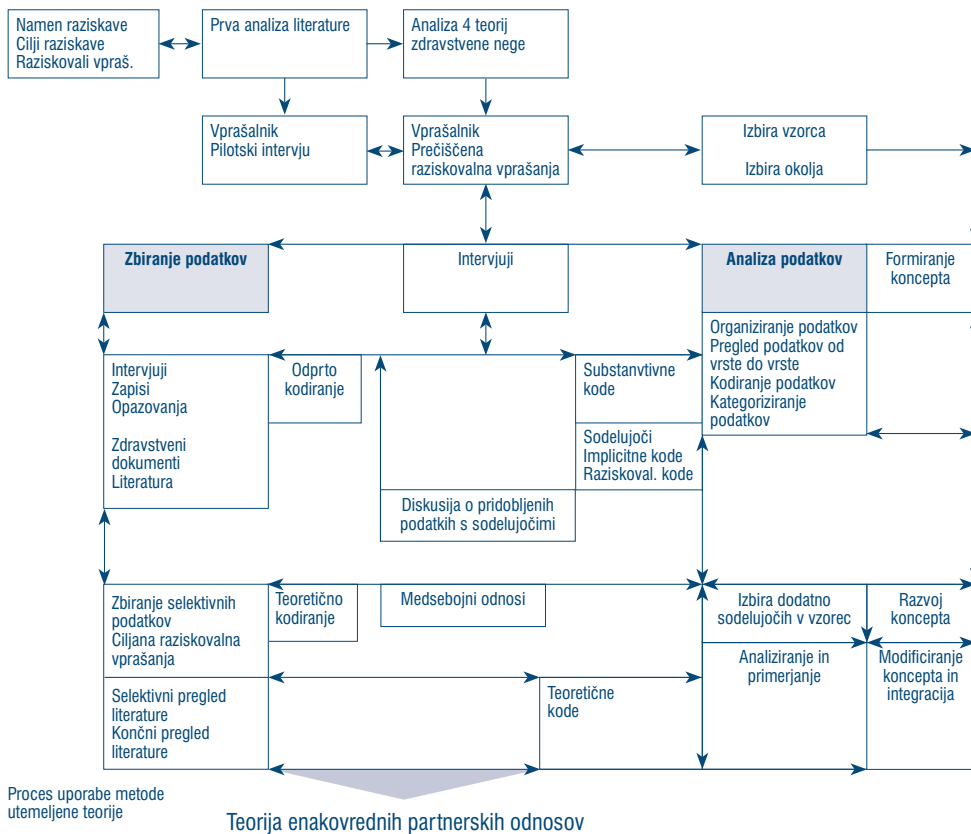 Namen raziskave
Cilji raziskave
Raziskovali vpraš.
Prva analiza literature
Analiza 4 teorij
zdravstvene nege
Vprašalnik
Pilotski intervju
Vprašalnik
Prečiščena
raziskovalna vprašanja
Izbira vzorca
Izbira okolja
Zbiranje podatkov
Intervjuji
Analiza podatkov
Formiranje
koncepta
Intervjuji
Zapisi
Opazovanja
Zdravstveni
dokumenti
Literatura
Odprto
kodiranje
Substanvtivne
kode
Organiziranje podatkov
Pregled podatkov od
vrste do vrste
Kodiranje podatkov
Kategoriziranje
podatkov
Sodelujoči
Implicitne kode
Raziskoval. kode
Diskusija o pridobljenih
podatkih s sodelujočimi
Zbiranje selektivnih
podatkov
Ciljana raziskovalna
vprašanja
Teoretično
kodiranje
Medsebojni odnosi
Izbira dodatno
sodelujočih v vzorec
Razvoj
koncepta
Analiziranje in
primerjanje
Modificiranje
koncepta in
integracija
Selektivni pregled
literature
Končni pregled
literature
Teoretične
kode
Proces uporabe metode
utemeljene teorije
Teorija enakovrednih partnerskih odnosov